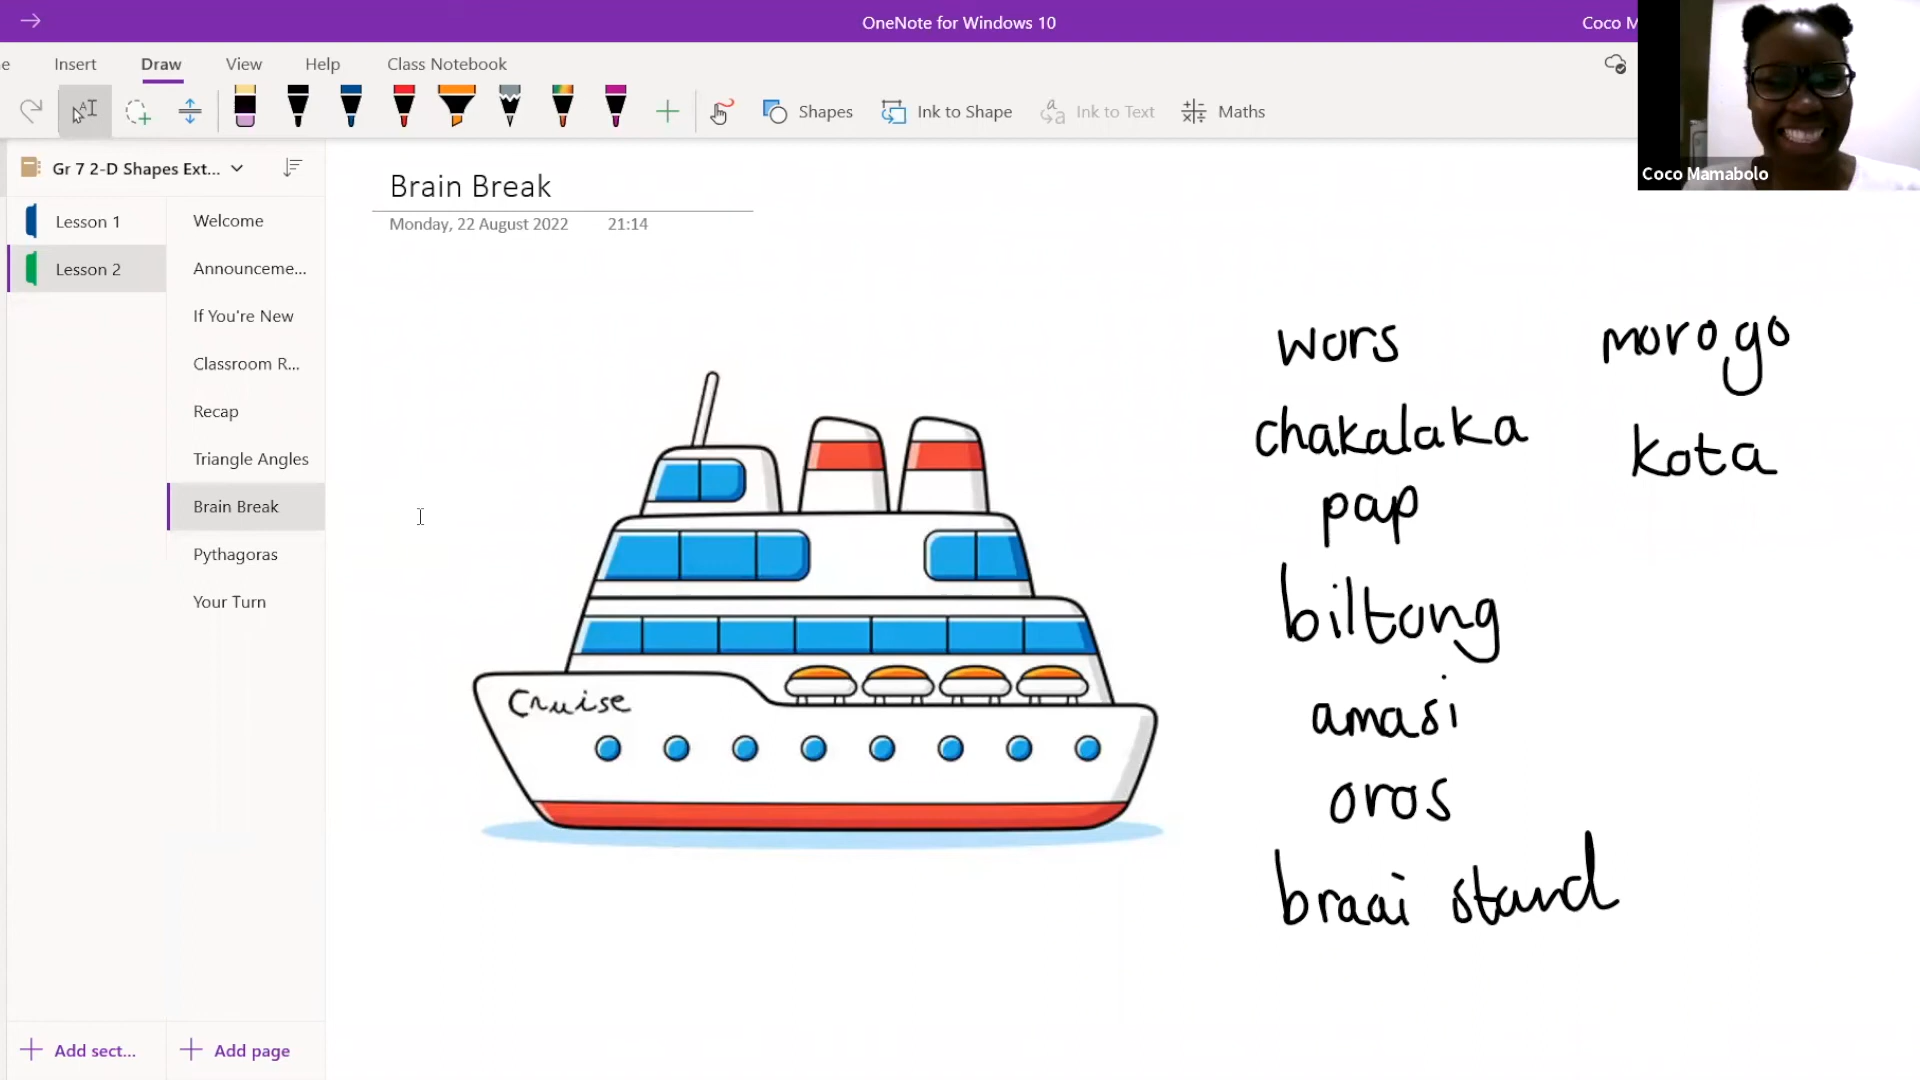 OneNote for Windows 10
Coco M
e Insert Draw View Help Class Notebook
Shapes Ink to Shape Ink to Text Maths
Coco Mamabolo
Gr 7 2-D Shapes Ext...
Lesson 1
Lesson 2
Welcome
Announceme...
If You're New
Classroom R...
Recap
Triangle Angles
Brain Break
Pythagoras
Your Turn
Add sect...
Add page
Brain Break
Monday, 22 August 2022 21:14
Cruise
wors
chakalaka
pap
biltong
amasi
oros
braai stand
morogo
kota